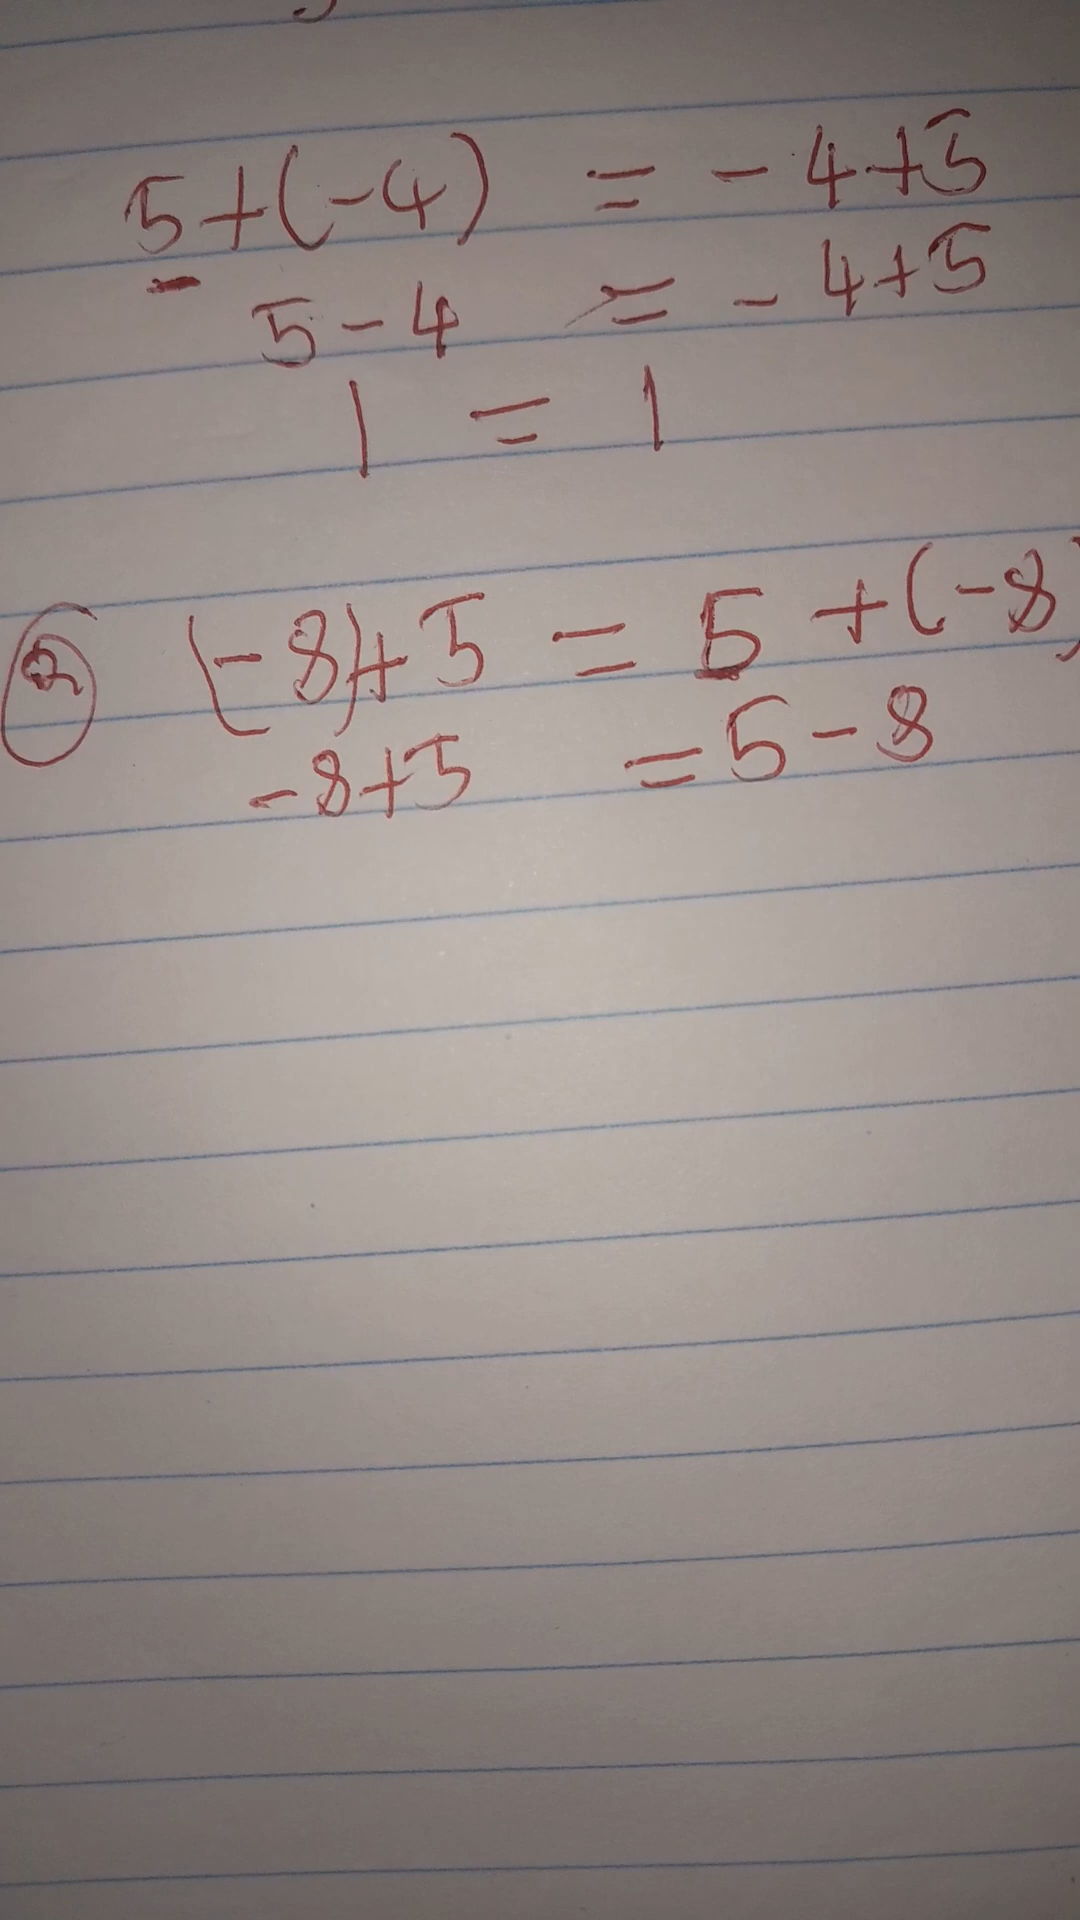 5+(-4) = -4+5
5-4 = -4+5
1 = 1
2 (-8)+5 = 5+(-8)
-8+5 = 5-8